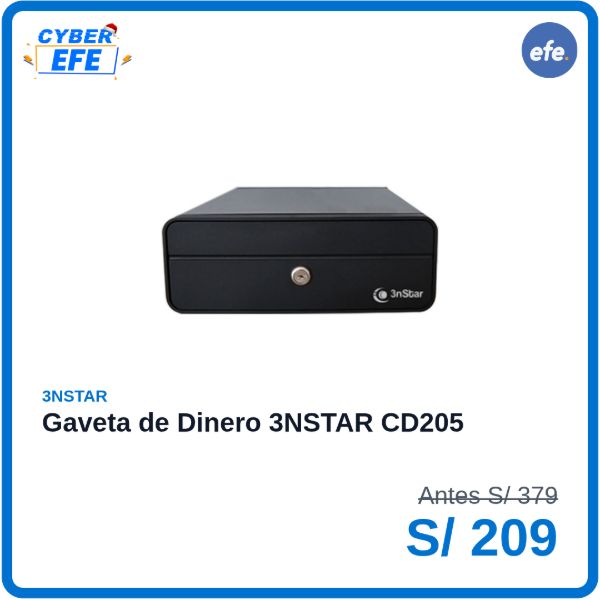 CYBER
EFE
efe.
3nStar
3NSTAR
Gaveta de Dinero 3NSTAR CD205
Antes S/ 379
S/ 209